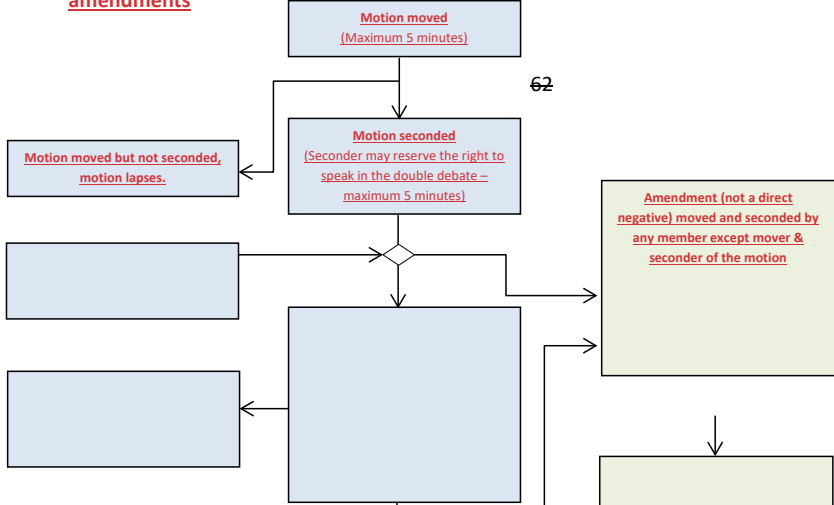 amendments
Motion moved
(Maximum 5 minutes)
62
Motion seconded
(Seconder may reserve the right to
speak in the double debate –
maximum 5 minutes)
Motion moved but not seconded,
motion lapses.
Amendment (not a direct
negative) moved and seconded by
any member except mover &
seconder of the motion